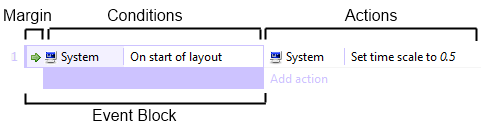 Margin Conditions Actions
1 System On start of layout System Set time scale to 0.5
Add action
Event Block